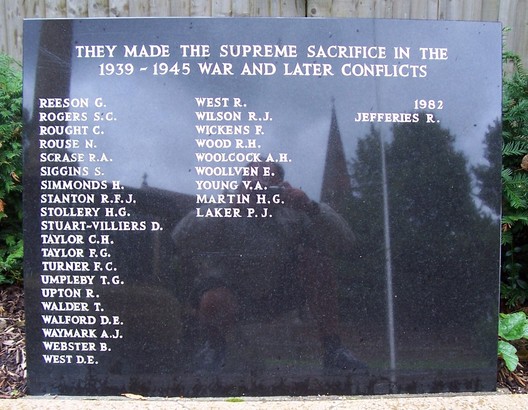 THEY MADE THE SUPREME SACRIFICE IN THE
1939 - 1945 WAR AND LATER CONFLICTS
REESON G.
ROGERS S.C.
ROUGHT C.
ROUSE N.
SCRASE R.A.
SIGGINS S.
SIMMONDS H.
STANTON R.F.J.
STOLLERY H.G.
STUART-VILLIERS D.
TAYLOR C.H.
TAYLOR F.G.
TURNER F.C.
UMPLEBY T.G.
UPTON R.
WALDER T.
WALFORD D.E.
WAYMARK A.J.
WEBSTER B.
WEST D.E.
WEST R.
WILSON R.J.
WICKENS F.
WOOD R.H.
WOOLCOCK A.H.
WOOLLVEN E.
YOUNG V.A.
MARTIN H.G.
LAKER P.J.
1982
JEFFERIES R.